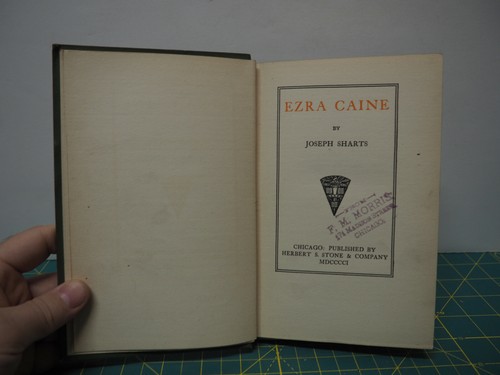 EZRA CAINE
BY
JOSEPH SHARTS
F. M. MORRIS
CHICAGO
CHICAGO: PUBLISHED BY
HERBERT S STONE & COMPANY
MDCCCCI